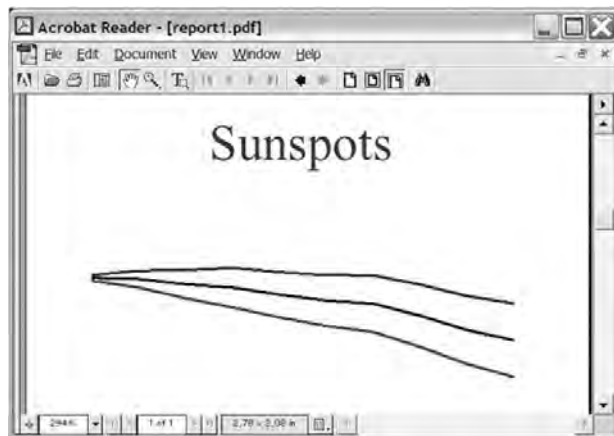 Acrobat Reader - [report1.pdf]
File Edit Document View Window Help
Sunspots
294% 1 of 1 2,78 x 2,08 in